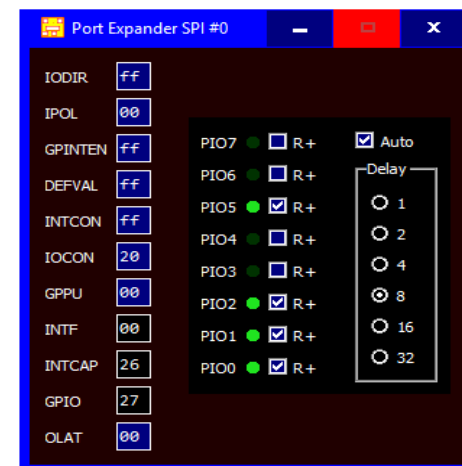 Port Expander SPI #0
IODIR ff
IPOL 00
GPINTEN ff
DEFVAL ff
INTCON ff
IOCON 20
GPPU 00
INTF 00
INTCAP 26
GPIO 27
OLAT 00
PIO7 R+
PIO6 R+
PIO5 R+
PIO4 R+
PIO3 R+
PIO2 R+
PIO1 R+
PIO0 R+
Auto
Delay
1
2
4
8
16
32